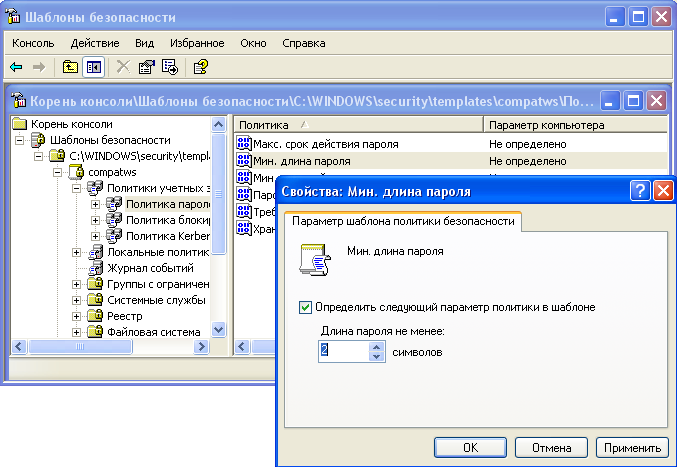 Шаблоны безопасности
Консоль Действие Вид Избранное Окно Справка
Корень консоли\Шаблоны безопасности\C:\WINDOWS\security\templates\compatws\По...
Корень консоли
Шаблоны безопасности
C:\WINDOWS\security\templ
compatws
Политики учетных з
Политика пароле
Политика блокир
Политика Kerber
Локальные политик
Журнал событий
Группы с ограничен
Системные службы
Реестр
Файловая система
Политика Параметр компьютера
Макс. срок действия пароля Не определено
Мин. длина пароля Не определено
Мин.
Паро
Треб
Хран
Свойства: Мин. длина пароля
Параметр шаблона политики безопасности
Мин. длина пароля
Определить следующий параметр политики в шаблоне
Длина пароля не менее:
2 символов
OK Отмена Применить